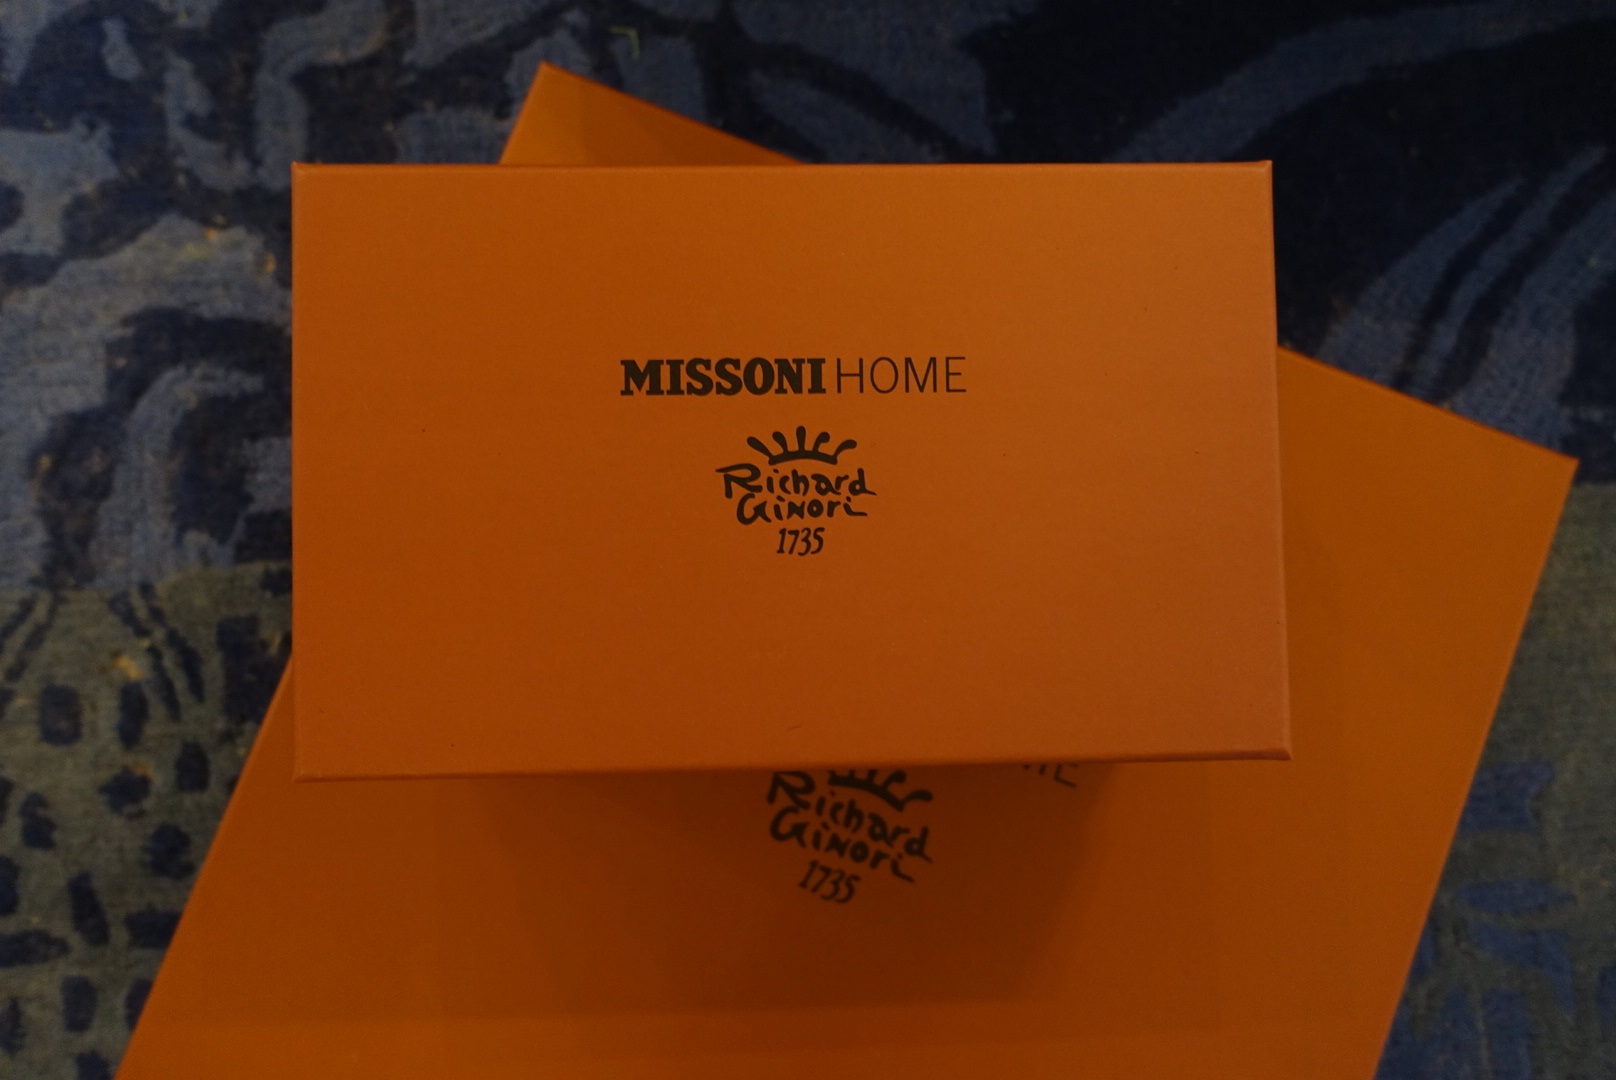 MISSONI HOME
Richard
Ginori
1735
Richard
Ginori
1735